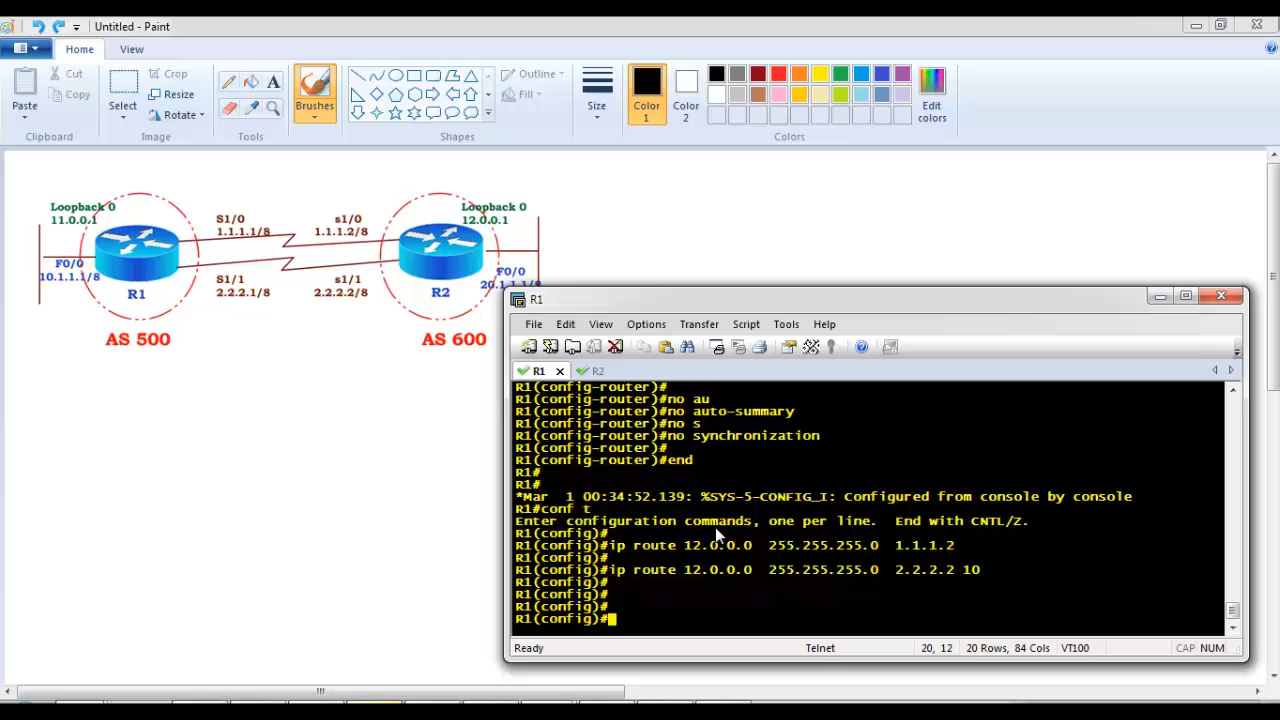 Untitled - Paint
Home
View
Paste
Cut
Copy
Clipboard
Select
Crop
Resize
Rotate
Image
A
Tools
Brushes
Outline
Fill
Shapes
Size
Color 1
Color 2
Edit colors
Colors
Loopback 0
11.0.0.1
S1/0
1.1.1.1/8
s1/0
1.1.1.2/8
Loopback 0
12.0.0.1
F0/0
10.1.1.1/8
S1/1
2.2.2.1/8
s1/1
2.2.2.2/8
F0/0
20.1.1.1/8
R1
R2
AS 500
AS 600
R1
File Edit View Options Transfer Script Tools Help
R1
R2
R1(config-router)#
R1(config-router)#no au
R1(config-router)#no auto-summary
R1(config-router)#no s
R1(config-router)#no synchronization
R1(config-router)#
R1(config-router)#end
R1#
R1#
*Mar  1 00:34:52.139: %SYS-5-CONFIG_I: Configured from console by console
R1#conf t
Enter configuration commands, one per line.  End with CNTL/Z.
R1(config)#
R1(config)#ip route 12.0.0.0  255.255.255.0  1.1.1.2
R1(config)#
R1(config)#ip route 12.0.0.0  255.255.255.0  2.2.2.2 10
R1(config)#
R1(config)#
R1(config)#
R1(config)#
Ready
Telnet
20, 12
20 Rows, 84 Cols
VT100
CAP NUM